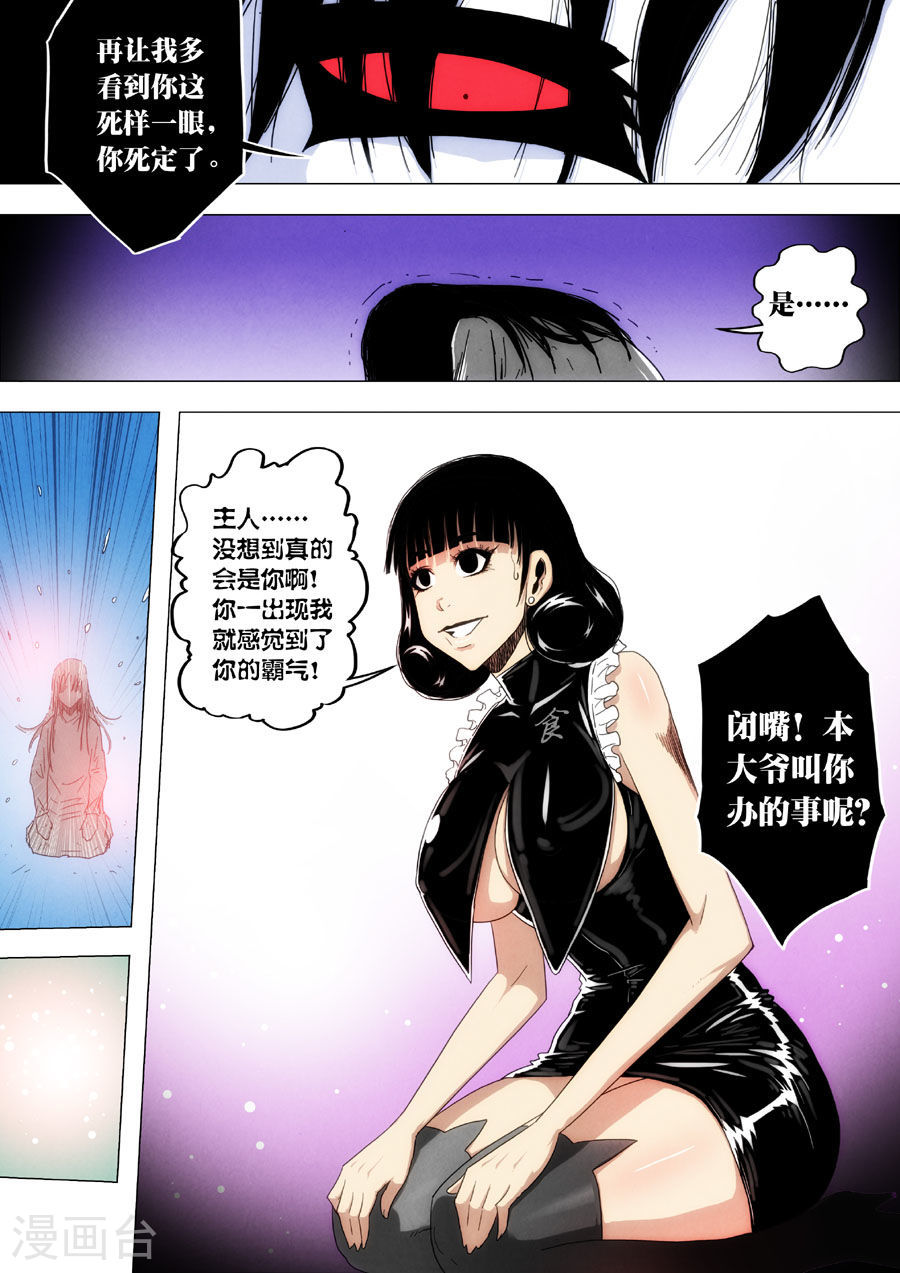 再让我多
看到你这
死样一眼，
你死定了。
是……
主人……
没想到真的
会是你啊！
你一出现我
就感觉到了
你的霸气！
食
闭嘴！本
大爷叫你
办的事呢？
漫画台